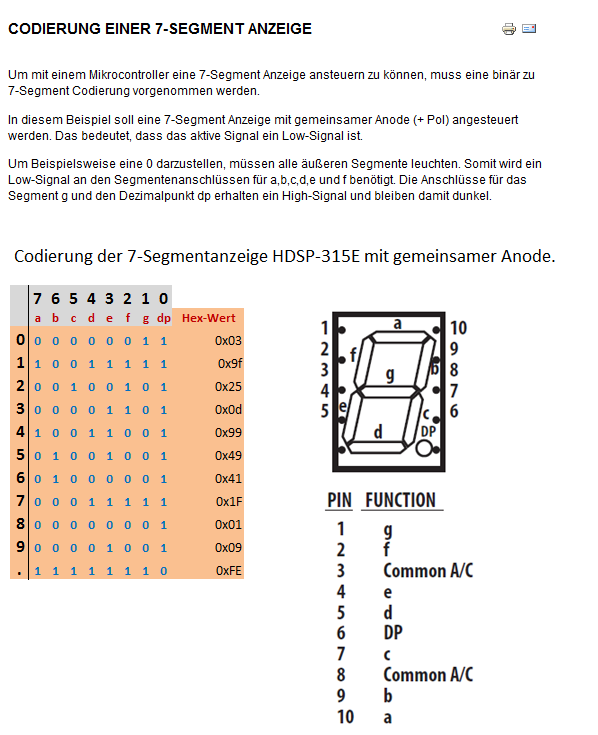 CODIERUNG EINER 7-SEGMENT ANZEIGE
Um mit einem Mikrocontroller eine 7-Segment Anzeige ansteuern zu können, muss eine binär zu
7-Segment Codierung vorgenommen werden.
In diesem Beispiel soll eine 7-Segment Anzeige mit gemeinsamer Anode (+ Pol) angesteuert
werden. Das bedeutet, dass das aktive Signal ein Low-Signal ist.
Um Beispielsweise eine 0 darzustellen, müssen alle äußeren Segmente leuchten. Somit wird ein
Low-Signal an den Segmentenanschlüssen für a,b,c,d,e und f benötigt. Die Anschlüsse für das
Segment g und den Dezimalpunkt dp erhalten ein High-Signal und bleiben damit dunkel.
Codierung der 7-Segmentanzeige HDSP-315E mit gemeinsamer Anode.
7 6 5 4 3 2 1 0
a b c d e f g dp Hex-Wert
0 0 0 0 0 0 0 1 1 0x03
1 1 0 0 1 1 1 1 1 0x9f
2 0 0 1 0 0 1 0 1 0x25
3 0 0 0 0 1 1 0 1 0x0d
4 1 0 0 1 1 0 0 1 0x99
5 0 1 0 0 1 0 0 1 0x49
6 0 1 0 0 0 0 0 1 0x41
7 0 0 0 1 1 1 1 1 0x1F
8 0 0 0 0 0 0 0 1 0x01
9 0 0 0 0 1 0 0 1 0x09
. 1 1 1 1 1 1 1 0 0xFE
1 a 10
2 f 9
3 g b 8
4 7
5 e c 6
d DP
PIN FUNCTION
1 g
2 f
3 Common A/C
4 e
5 d
6 DP
7 c
8 Common A/C
9 b
10 a